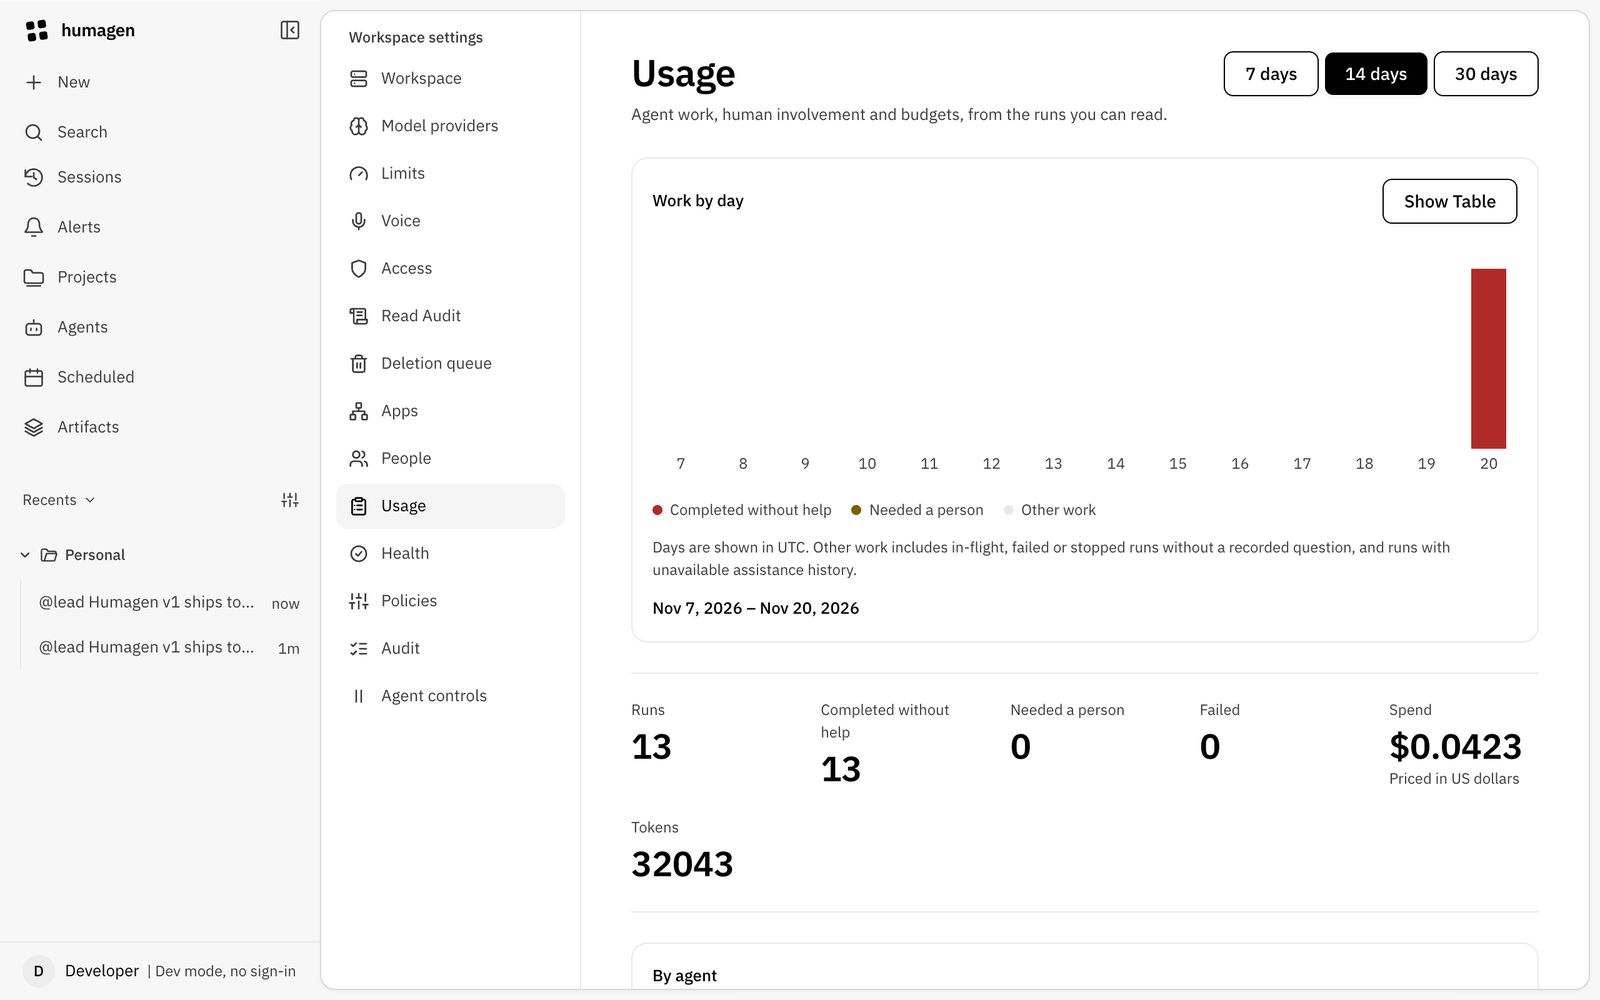 humagen
New
Search
Sessions
Alerts
Projects
Agents
Scheduled
Artifacts
Recents
Personal
@lead Humagen v1 ships to... now
@lead Humagen v1 ships to... 1m
D Developer | Dev mode, no sign-in
Workspace settings
Workspace
Model providers
Limits
Voice
Access
Read Audit
Deletion queue
Apps
People
Usage
Health
Policies
Audit
Agent controls
Usage
7 days 14 days 30 days
Agent work, human involvement and budgets, from the runs you can read.
Work by day
Show Table
7 8 9 10 11 12 13 14 15 16 17 18 19 20
Completed without help Needed a person Other work
Days are shown in UTC. Other work includes in-flight, failed or stopped runs without a recorded question, and runs with
unavailable assistance history.
Nov 7, 2026 – Nov 20, 2026
Runs
13
Completed without
help
13
Needed a person
0
Failed
0
Spend
$0.0423
Priced in US dollars
Tokens
32043
By agent